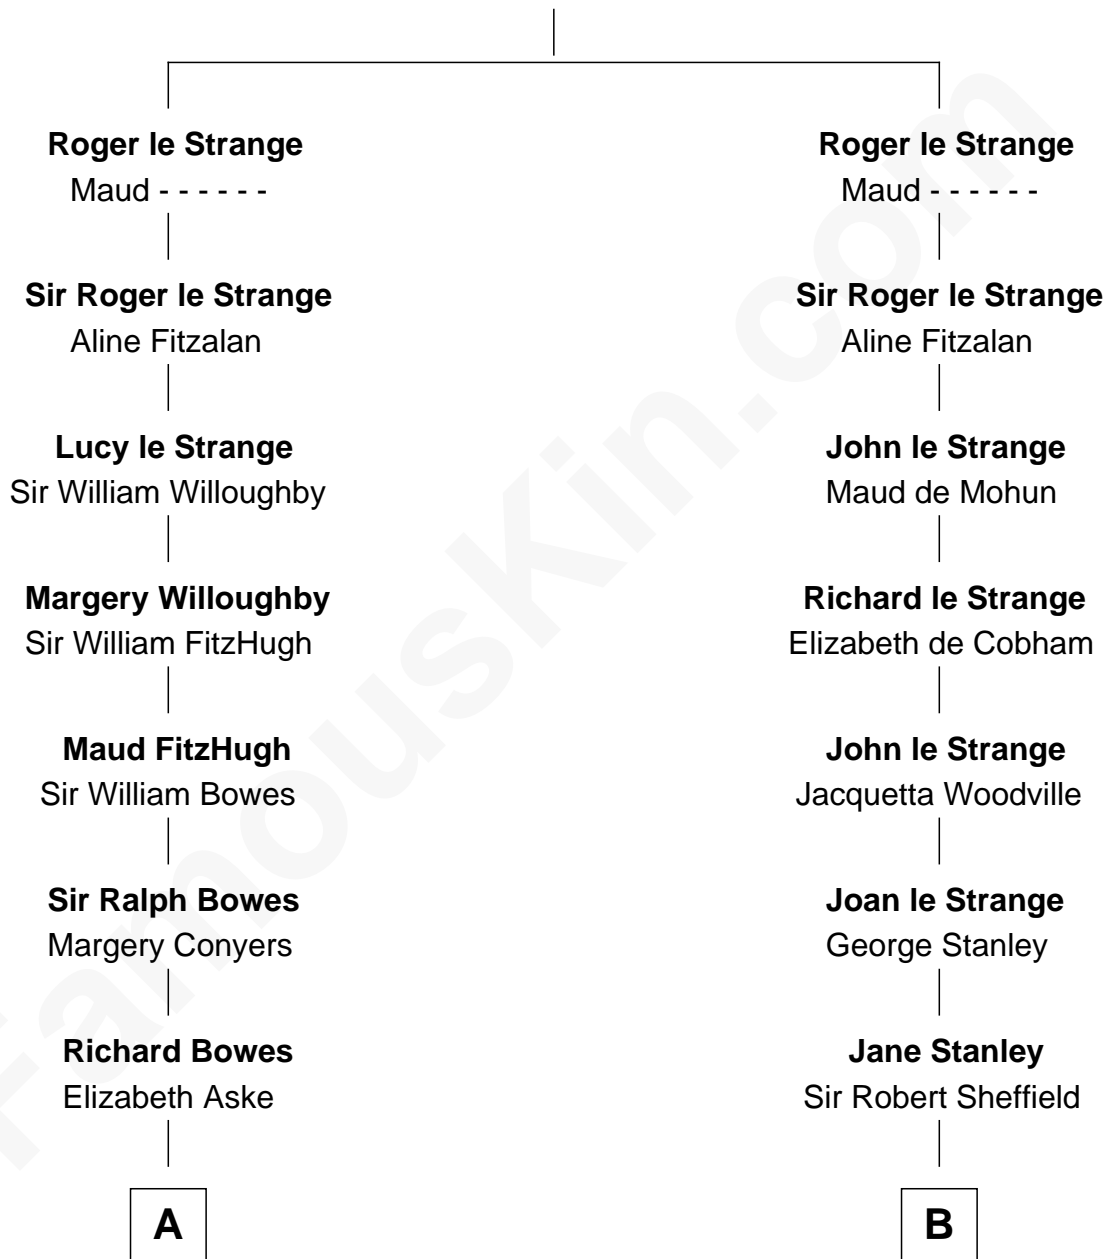 Roger le Strange
Maud - - - - - -
Sir Roger le Strange
Aline Fitzalan
Lucy le Strange
Sir William Willoughby
Margery Willoughby
Sir William FitzHugh
Maud FitzHugh
Sir William Bowes
Sir Ralph Bowes
Margery Conyers
Richard Bowes
Elizabeth Aske
A
Roger le Strange
Maud - - - - - -
Sir Roger le Strange
Aline Fitzalan
John le Strange
Maud de Mohun
Richard le Strange
Elizabeth de Cobham
John le Strange
Jacquetta Woodville
Joan le Strange
George Stanley
Jane Stanley
Sir Robert Sheffield
B
FamousKin.com